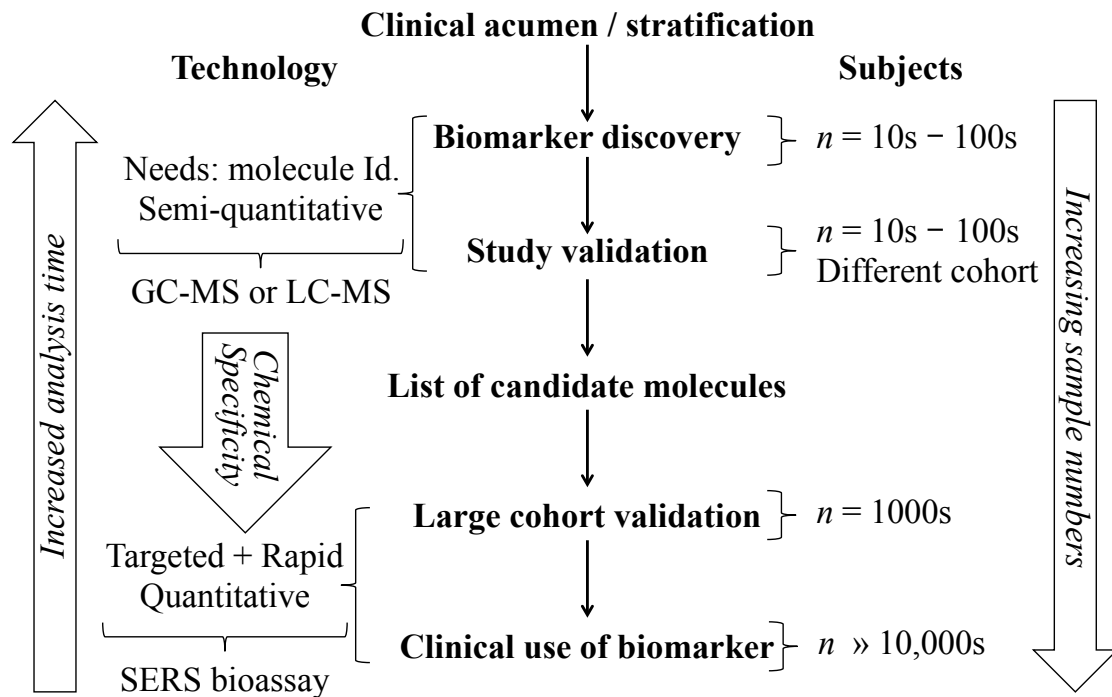 Clinical acumen / stratification
Technology
Subjects
Biomarker discovery
n = 10s − 100s
Needs: molecule Id.
Semi-quantitative
Study validation
n = 10s − 100s
Different cohort
GC-MS or LC-MS
Increased analysis time
Increasing sample numbers
Chemical
Specificity
List of candidate molecules
Large cohort validation
n = 1000s
Targeted + Rapid
Quantitative
Clinical use of biomarker
n » 10,000s
SERS bioassay